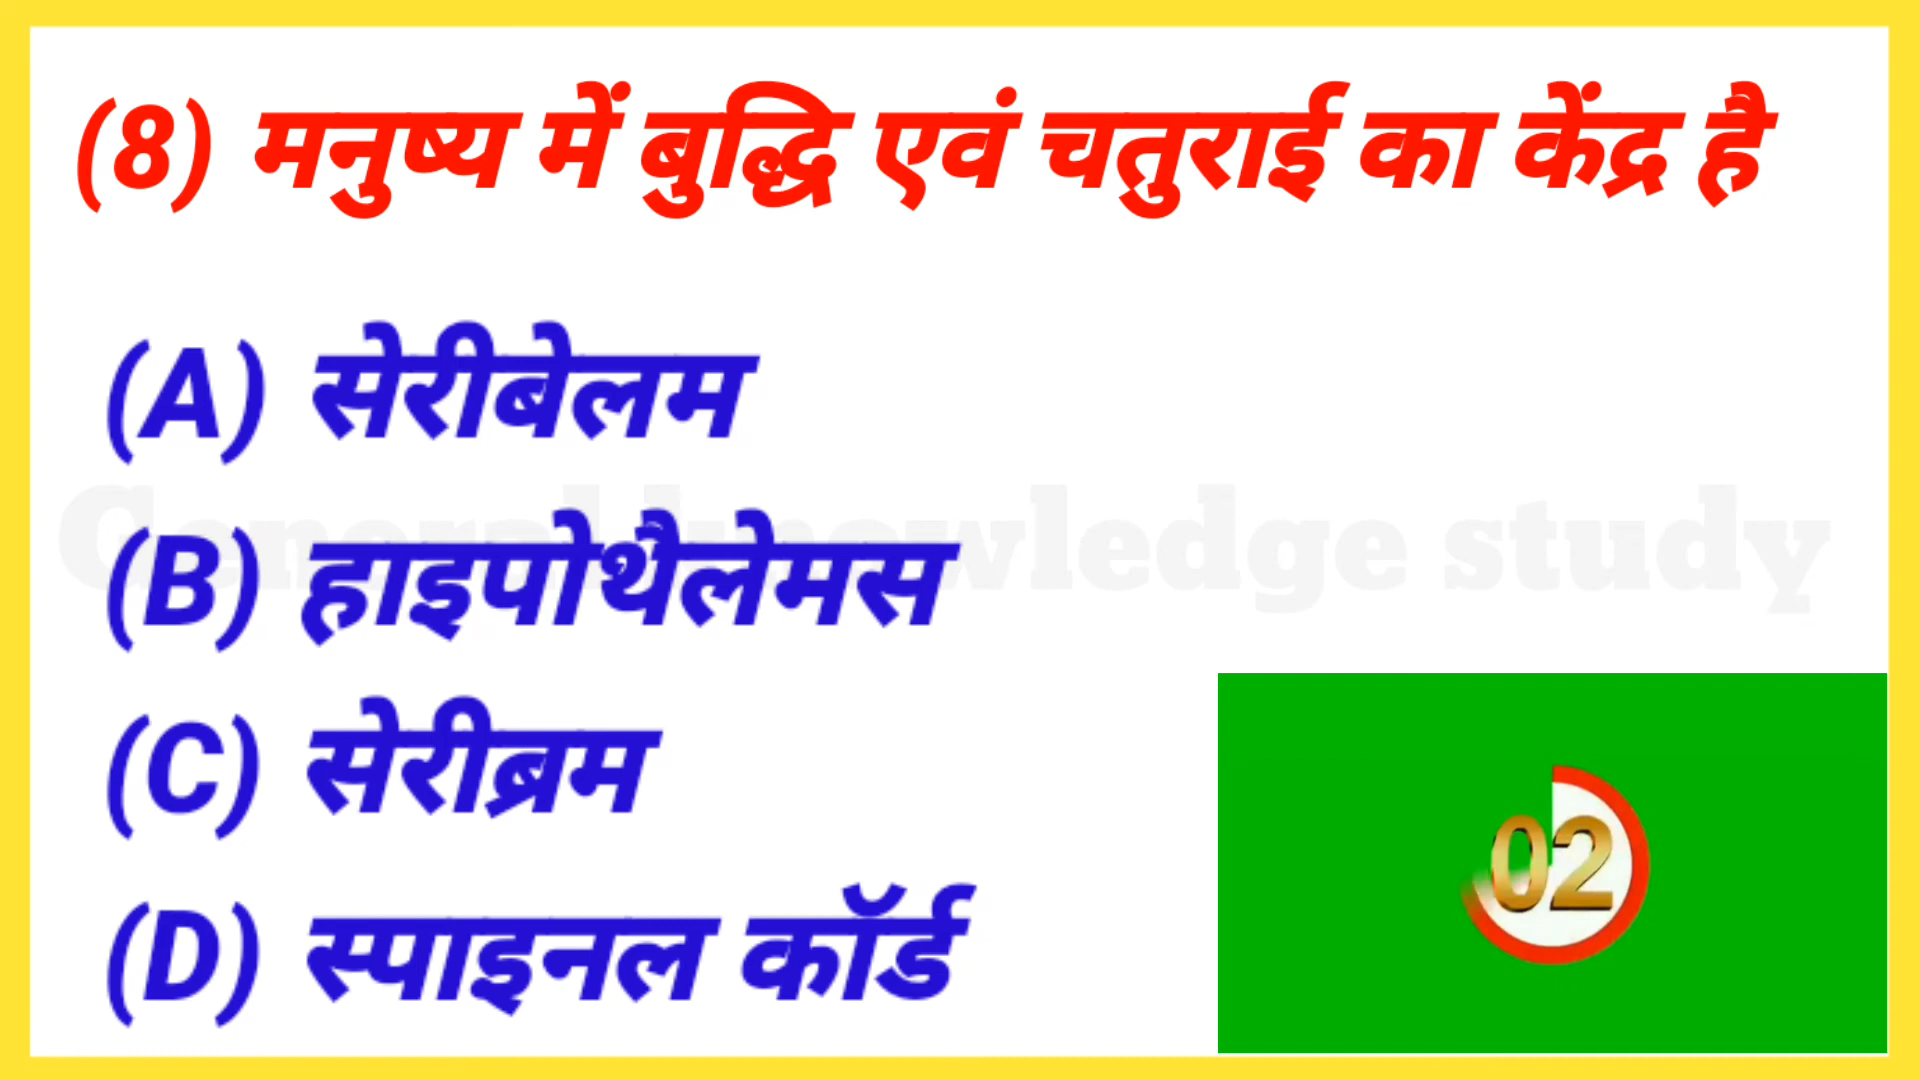 (8) मनुष्य में बुद्धि एवं चतुराई का केंद्र है
(A) सेरीबेलम
General knowledge study
(B) हाइपोथैलेमस
(C) सेरीब्रम
02
(D) स्पाइनल कॉर्ड